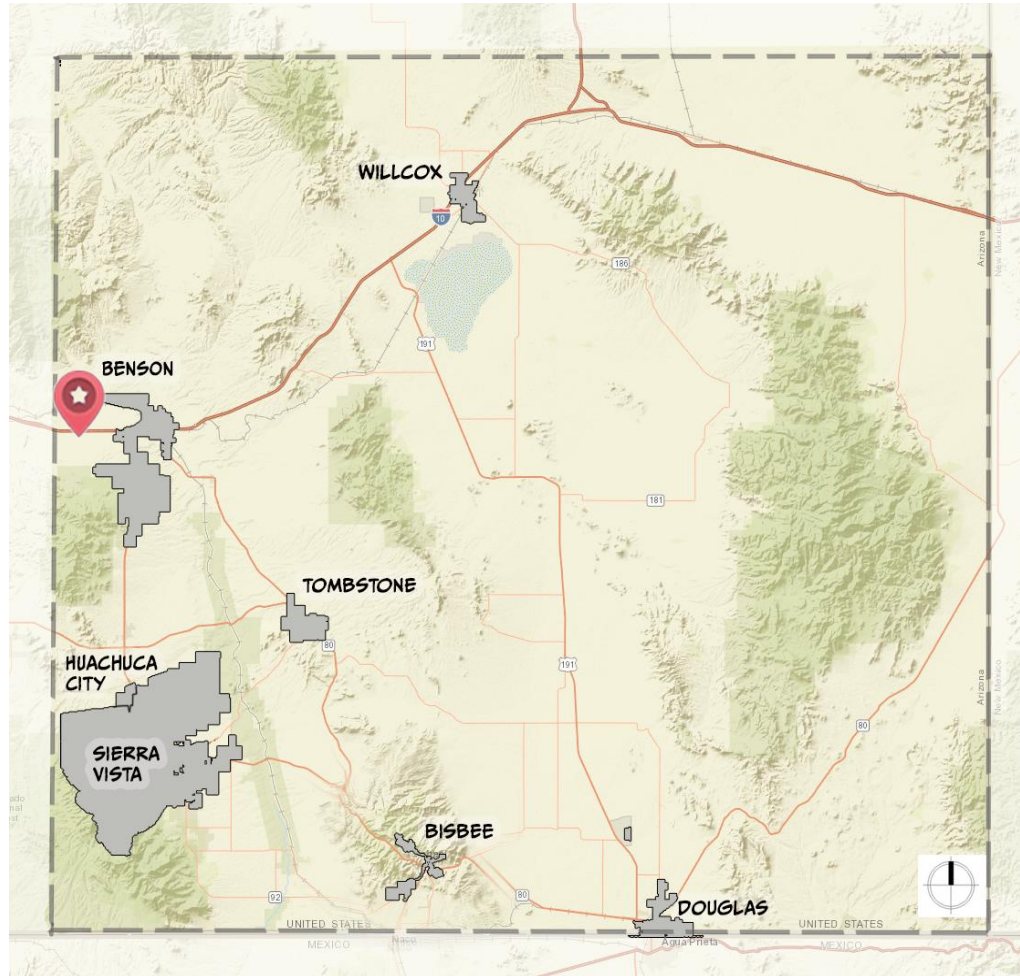 WILLCOX
10
186
Arizona
New Mexico
191
BENSON
181
TOMBSTONE
80
HUACHUCA
CITY
191
Arizona
New Mexico
80
SIERRA
VISTA
BISBEE
92
80
DOUGLAS
UNITED STATES
UNITED STATES
MEXICO
Naco
Agua Prieta
MEXICO